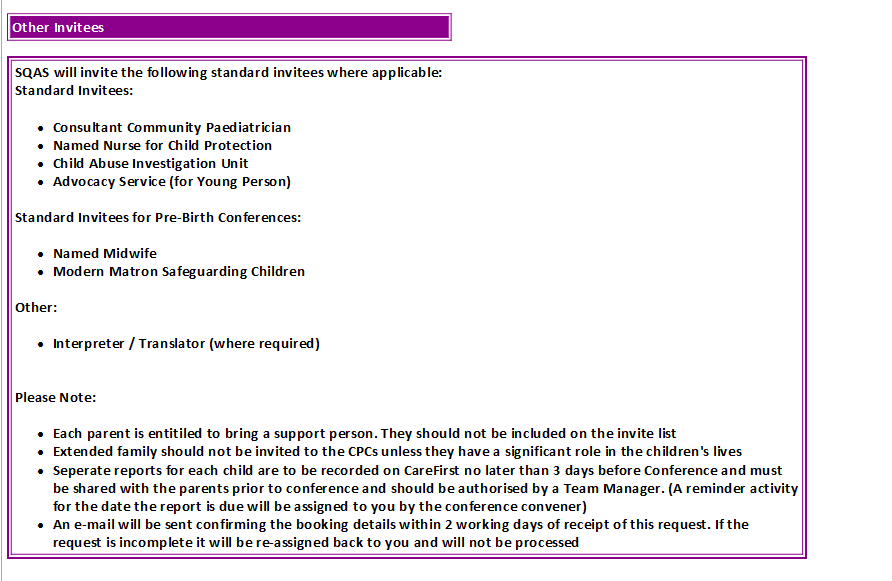 Other Invitees
SQAS will invite the following standard invitees where applicable:
Standard Invitees:
• Consultant Community Paediatrician
• Named Nurse for Child Protection
• Child Abuse Investigation Unit
• Advocacy Service (for Young Person)
Standard Invitees for Pre-Birth Conferences:
• Named Midwife
• Modern Matron Safeguarding Children
Other:
• Interpreter / Translator (where required)
Please Note:
• Each parent is entitiled to bring a support person. They should not be included on the invite list
• Extended family should not be invited to the CPCs unless they have a significant role in the children's lives
• Seperate reports for each child are to be recorded on CareFirst no later than 3 days before Conference and must
be shared with the parents prior to conference and should be authorised by a Team Manager. (A reminder activity
for the date the report is due will be assigned to you by the conference convener)
• An e-mail will be sent confirming the booking details within 2 working days of receipt of this request. If the
request is incomplete it will be re-assigned back to you and will not be processed